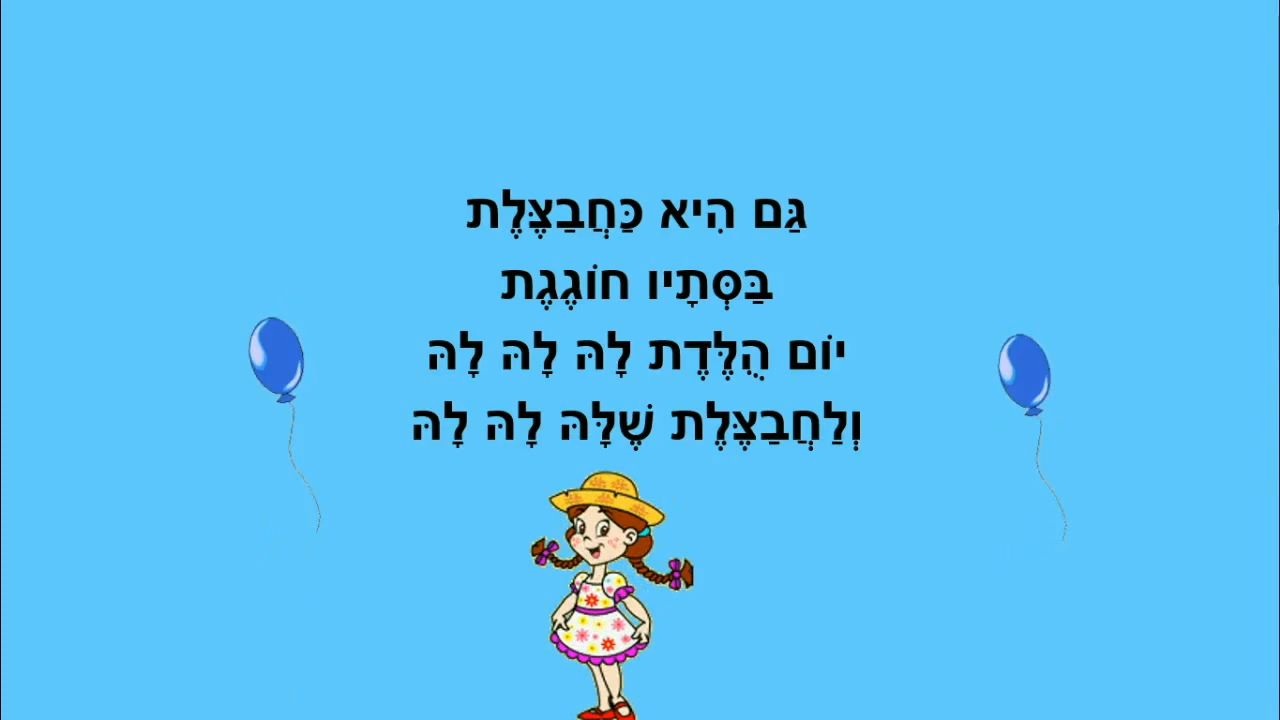 גַּם הִיא כַּחֲבַצֶּלֶת
בַּסְּתָיו חוֹגֶגֶת
יוֹם הֻלֶּדֶת לָהּ לָהּ לָהּ
וְלַחֲבַצֶּלֶת שֶׁלָּהּ לָהּ לָהּ